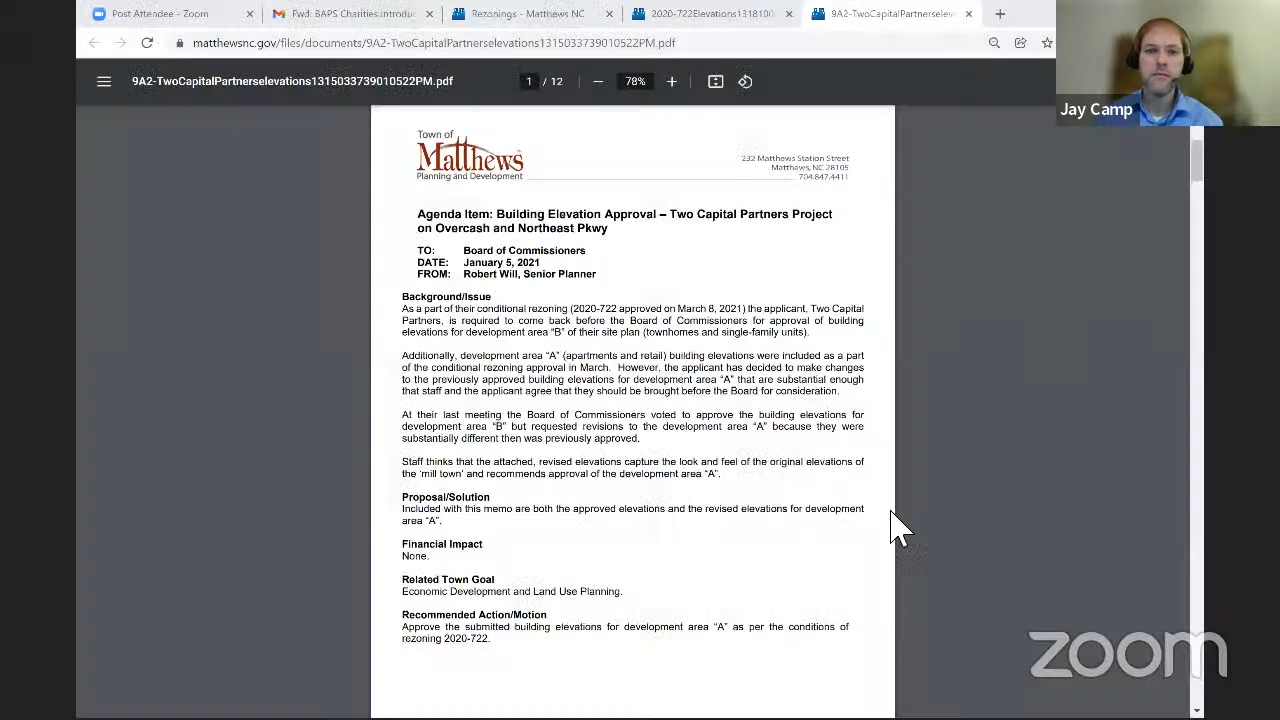 Post Attendee - Zoom
Fwd: BAPS Charities introduc
Rezonings - Matthews NC
2020-722Elevations1318100
9A2-TwoCapitalPartnerseleva
matthewsnc.gov/files/documents/9A2-TwoCapitalPartnerselevations1315033739010522PM.pdf
9A2-TwoCapitalPartnerselevations1315033739010522PM.pdf
1 / 12
78%
Jay Camp
Town of
Matthews
Planning and Development
232 Matthews Station Street
Matthews, NC 28105
704.847.4411
Agenda Item: Building Elevation Approval – Two Capital Partners Project
on Overcash and Northeast Pkwy
TO: Board of Commissioners
DATE: January 5, 2021
FROM: Robert Will, Senior Planner
Background/Issue
As a part of their conditional rezoning (2020-722 approved on March 8, 2021) the applicant, Two Capital
Partners, is required to come back before the Board of Commissioners for approval of building
elevations for development area “B” of their site plan (townhomes and single-family units).
Additionally, development area “A” (apartments and retail) building elevations were included as a part
of the conditional rezoning approval in March. However, the applicant has decided to make changes
to the previously approved building elevations for development area “A” that are substantial enough
that staff and the applicant agree that they should be brought before the Board for consideration.
At their last meeting the Board of Commissioners voted to approve the building elevations for
development area “B” but requested revisions to the development area “A” because they were
substantially different then was previously approved.
Staff thinks that the attached, revised elevations capture the look and feel of the original elevations of
the ‘mill town’ and recommends approval of the development area “A”.
Proposal/Solution
Included with this memo are both the approved elevations and the revised elevations for development
area “A”.
Financial Impact
None.
Related Town Goal
Economic Development and Land Use Planning.
Recommended Action/Motion
Approve the submitted building elevations for development area “A” as per the conditions of
rezoning 2020-722.
zoom